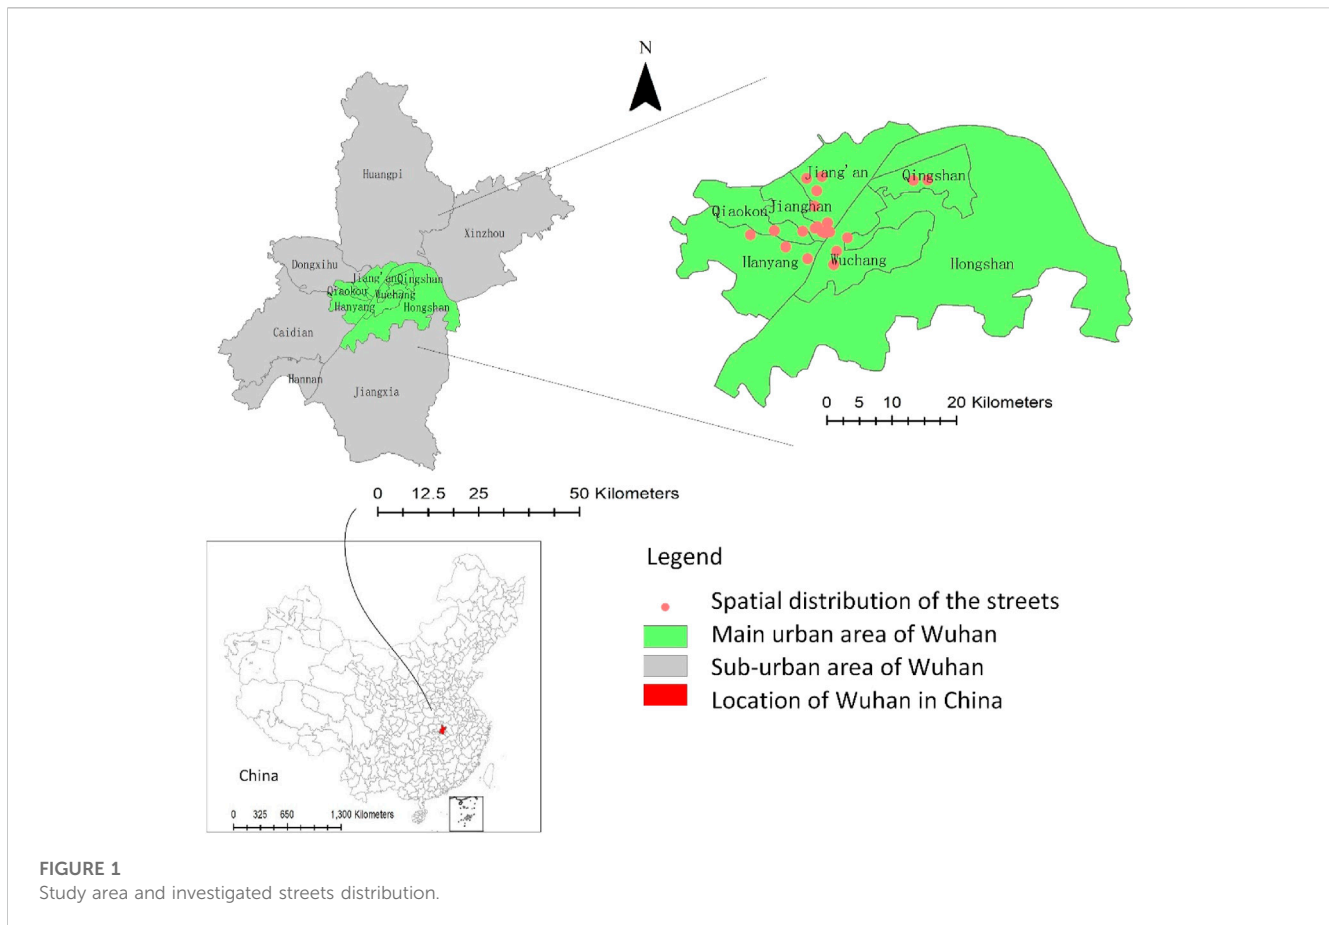 N
Huangpi
Xinzhou
Dongxihu
Jiang'an
Qingshan
Qiaokou
Wuchang
Hanyang
Hongshan
Caidian
Hannan
Jiangxia
Jiang'an
Qingshan
Jianghan
Qiaokou
Hanyang
Wuchang
Hongshan
0 5 10 20 Kilometers
0 12.5 25 50 Kilometers
China
0 325 650 1,300 Kilometers
Legend
Spatial distribution of the streets
Main urban area of Wuhan
Sub-urban area of Wuhan
Location of Wuhan in China
FIGURE 1
Study area and investigated streets distribution.